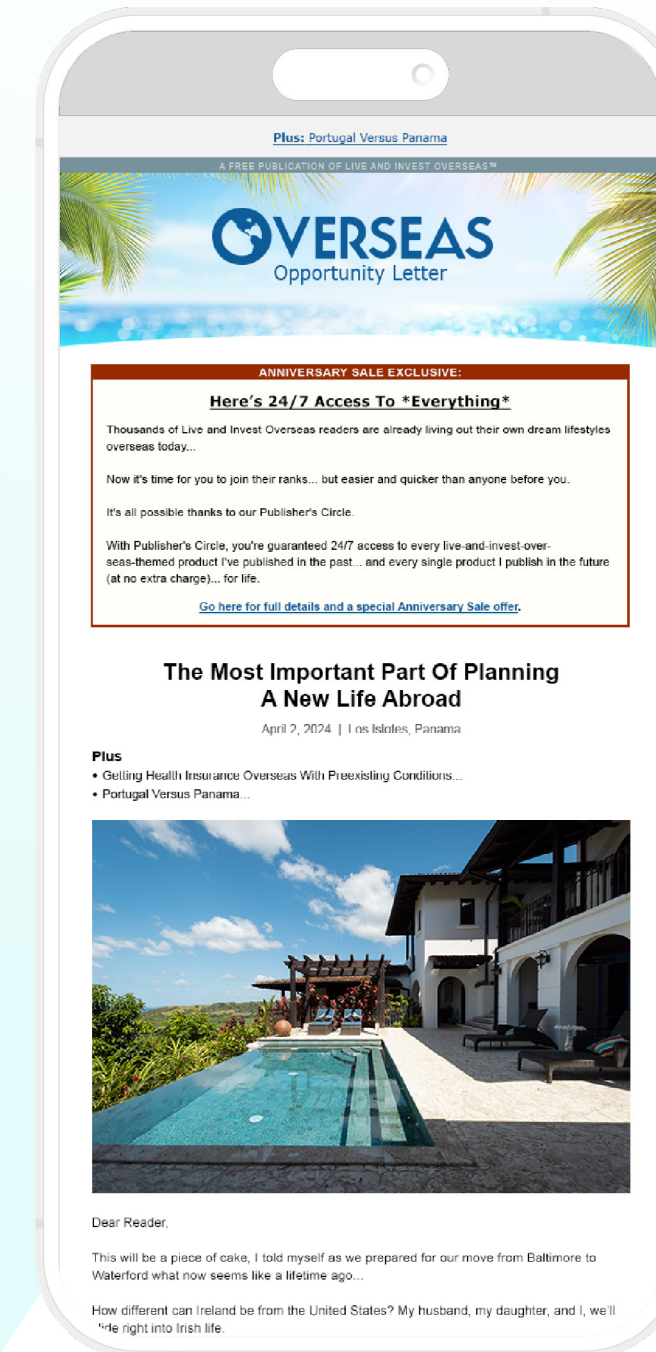 Plus: Portugal Versus Panama
A FREE PUBLICATION OF LIVE AND INVEST OVERSEAS™
OVERSEAS
Opportunity Letter
ANNIVERSARY SALE EXCLUSIVE:
Here's 24/7 Access To *Everything*
Thousands of Live and Invest Overseas readers are already living out their own dream lifestyles
overseas today...
Now it's time for you to join their ranks... but easier and quicker than anyone before you.
It's all possible thanks to our Publisher's Circle.
With Publisher's Circle, you're guaranteed 24/7 access to every live-and-invest-over-
seas-themed product I've published in the past... and every single product I publish in the future
(at no extra charge)... for life.
Go here for full details and a special Anniversary Sale offer.
The Most Important Part Of Planning
A New Life Abroad
April 2, 2024 | Los Islotes, Panama
Plus
• Getting Health Insurance Overseas With Preexisting Conditions...
• Portugal Versus Panama...
Dear Reader,
This will be a piece of cake, I told myself as we prepared for our move from Baltimore to
Waterford what now seems like a lifetime ago...
How different can Ireland be from the United States? My husband, my daughter, and I, we'll
right into Irish life.